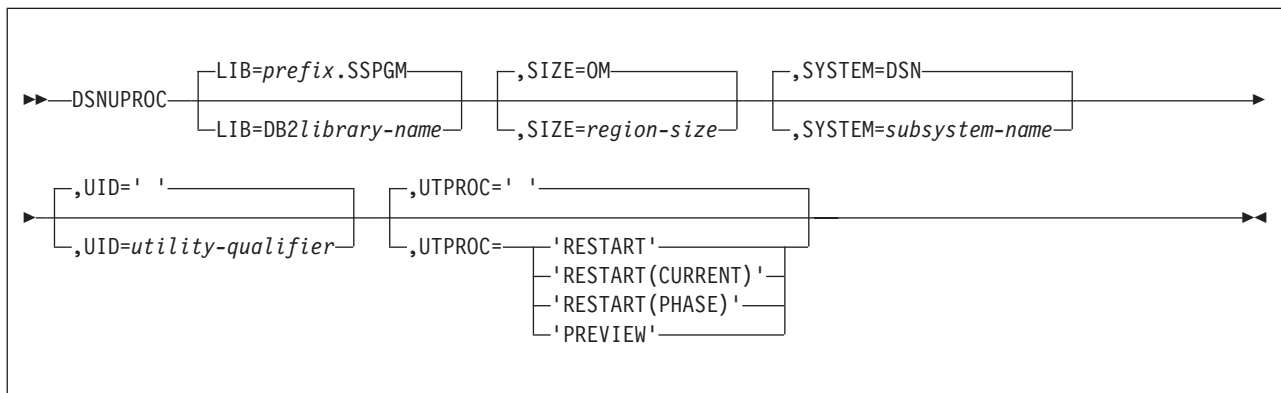 LIB=prefix.SSPGM ,SIZE=OM ,SYSTEM=DSN
DSNUPROC
LIB=DB2library-name ,SIZE=region-size ,SYSTEM=subsystem-name
,UID=' ' ,UTPROC=' '
,UID=utility-qualifier ,UTPROC= 'RESTART'
'RESTART(CURRENT)'
'RESTART(PHASE)'
'PREVIEW'